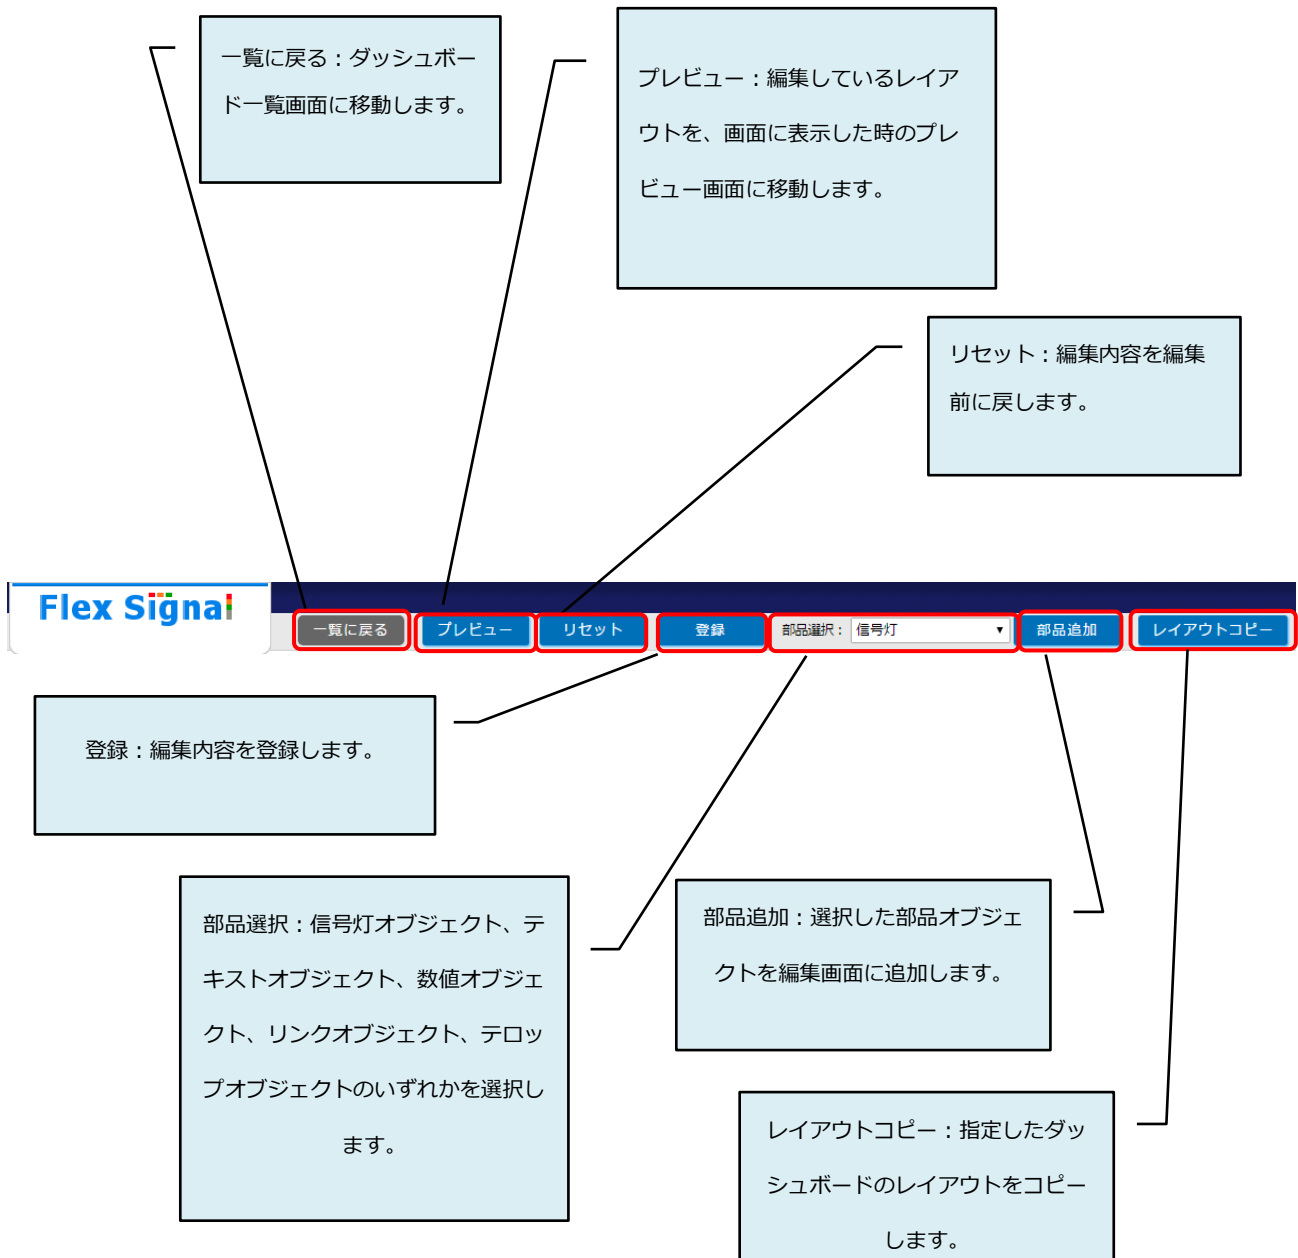 一覧に戻る：ダッシュボー
ド一覧画面に移動します。
プレビュー：編集しているレイア
ウトを、画面に表示した時のプレ
ビュー画面に移動します。
リセット：編集内容を編集
前に戻します。
Flex Signal
一覧に戻る
プレビュー
リセット
登録
部品選択：
信号灯
部品追加
レイアウトコピー
登録：編集内容を登録します。
部品選択：信号灯オブジェクト、テ
キストオブジェクト、数値オブジェ
クト、リンクオブジェクト、テロッ
プオブジェクトのいずれかを選択し
ます。
部品追加：選択した部品オブジェ
クトを編集画面に追加します。
レイアウトコピー：指定したダッ
シュボードのレイアウトをコピー
します。